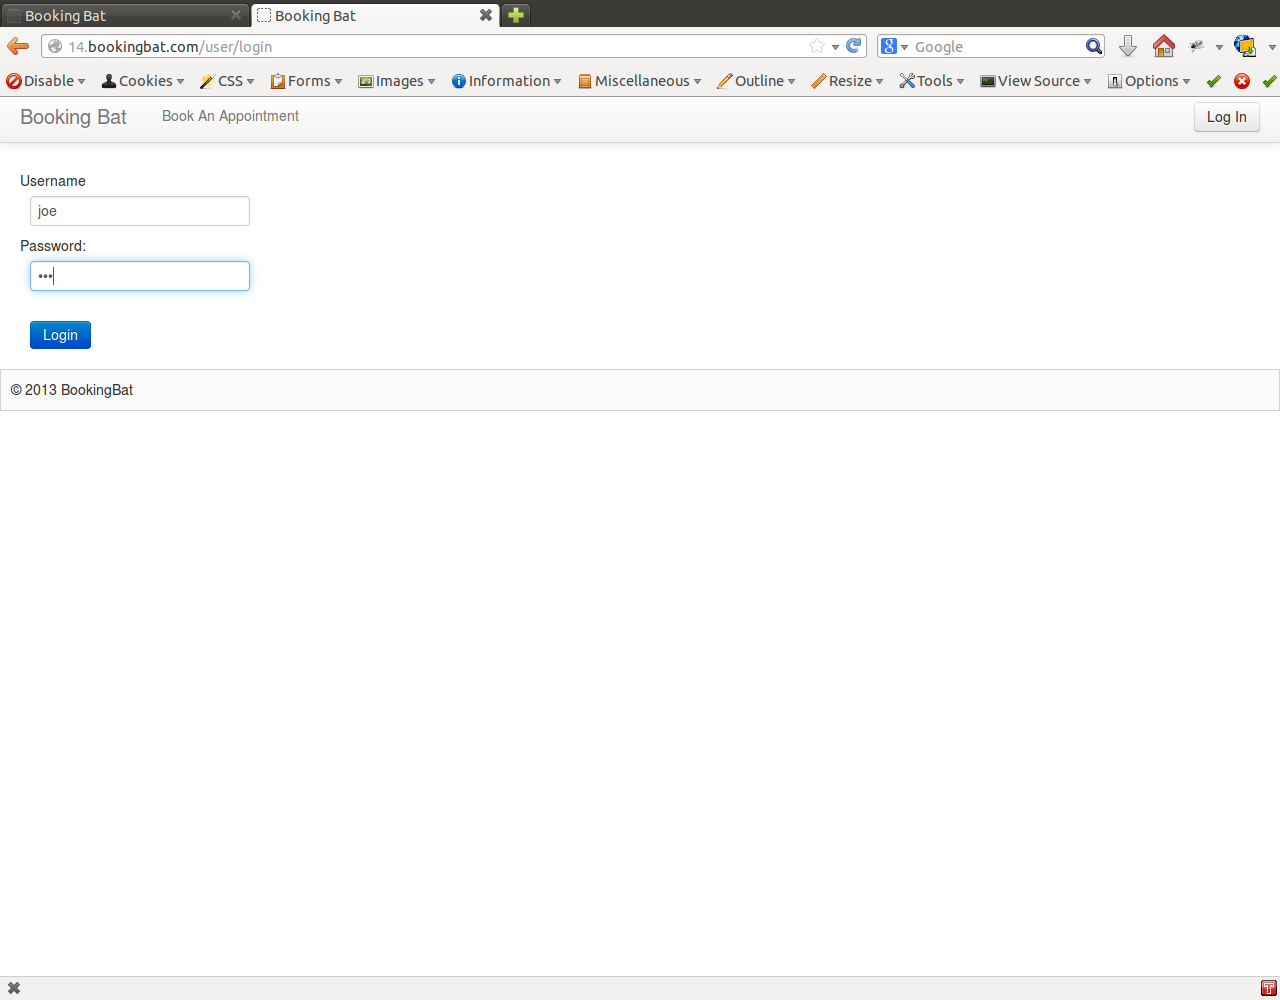 Booking Bat Booking Bat
14.bookingbat.com/user/login Google
Disable Cookies CSS Forms Images Information Miscellaneous Outline Resize Tools View Source Options
Booking Bat Book An Appointment Log In
Username
joe
Password:
•••
Login
© 2013 BookingBat